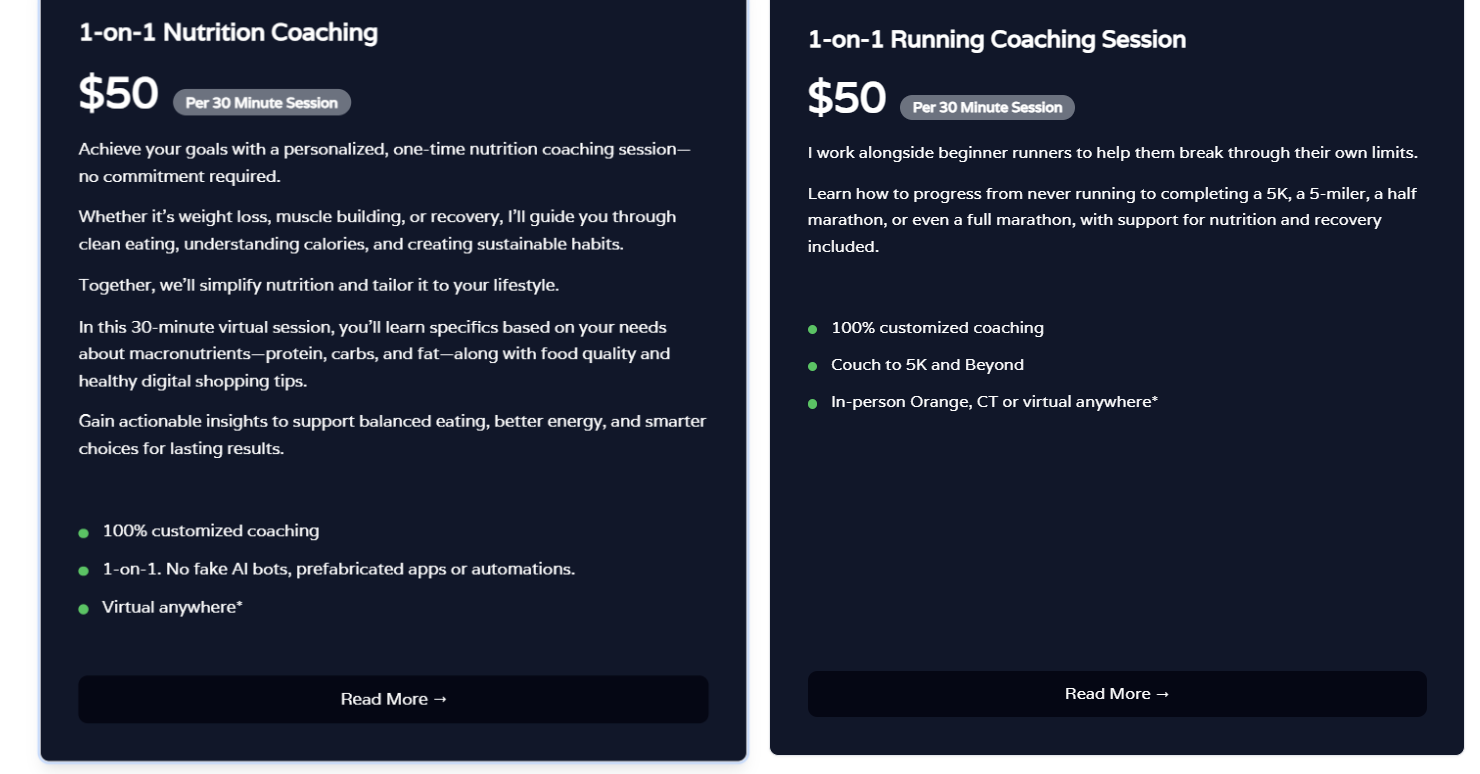 1-on-1 Nutrition Coaching
$50 Per 30 Minute Session
Achieve your goals with a personalized, one-time nutrition coaching session—
no commitment required.
Whether it’s weight loss, muscle building, or recovery, I’ll guide you through
clean eating, understanding calories, and creating sustainable habits.
Together, we’ll simplify nutrition and tailor it to your lifestyle.
In this 30-minute virtual session, you’ll learn specifics based on your needs
about macronutrients—protein, carbs, and fat—along with food quality and
healthy digital shopping tips.
Gain actionable insights to support balanced eating, better energy, and smarter
choices for lasting results.
100% customized coaching
1-on-1. No fake AI bots, prefabricated apps or automations.
Virtual anywhere*
Read More →
1-on-1 Running Coaching Session
$50 Per 30 Minute Session
I work alongside beginner runners to help them break through their own limits.
Learn how to progress from never running to completing a 5K, a 5-miler, a half
marathon, or even a full marathon, with support for nutrition and recovery
included.
100% customized coaching
Couch to 5K and Beyond
In-person Orange, CT or virtual anywhere*
Read More →